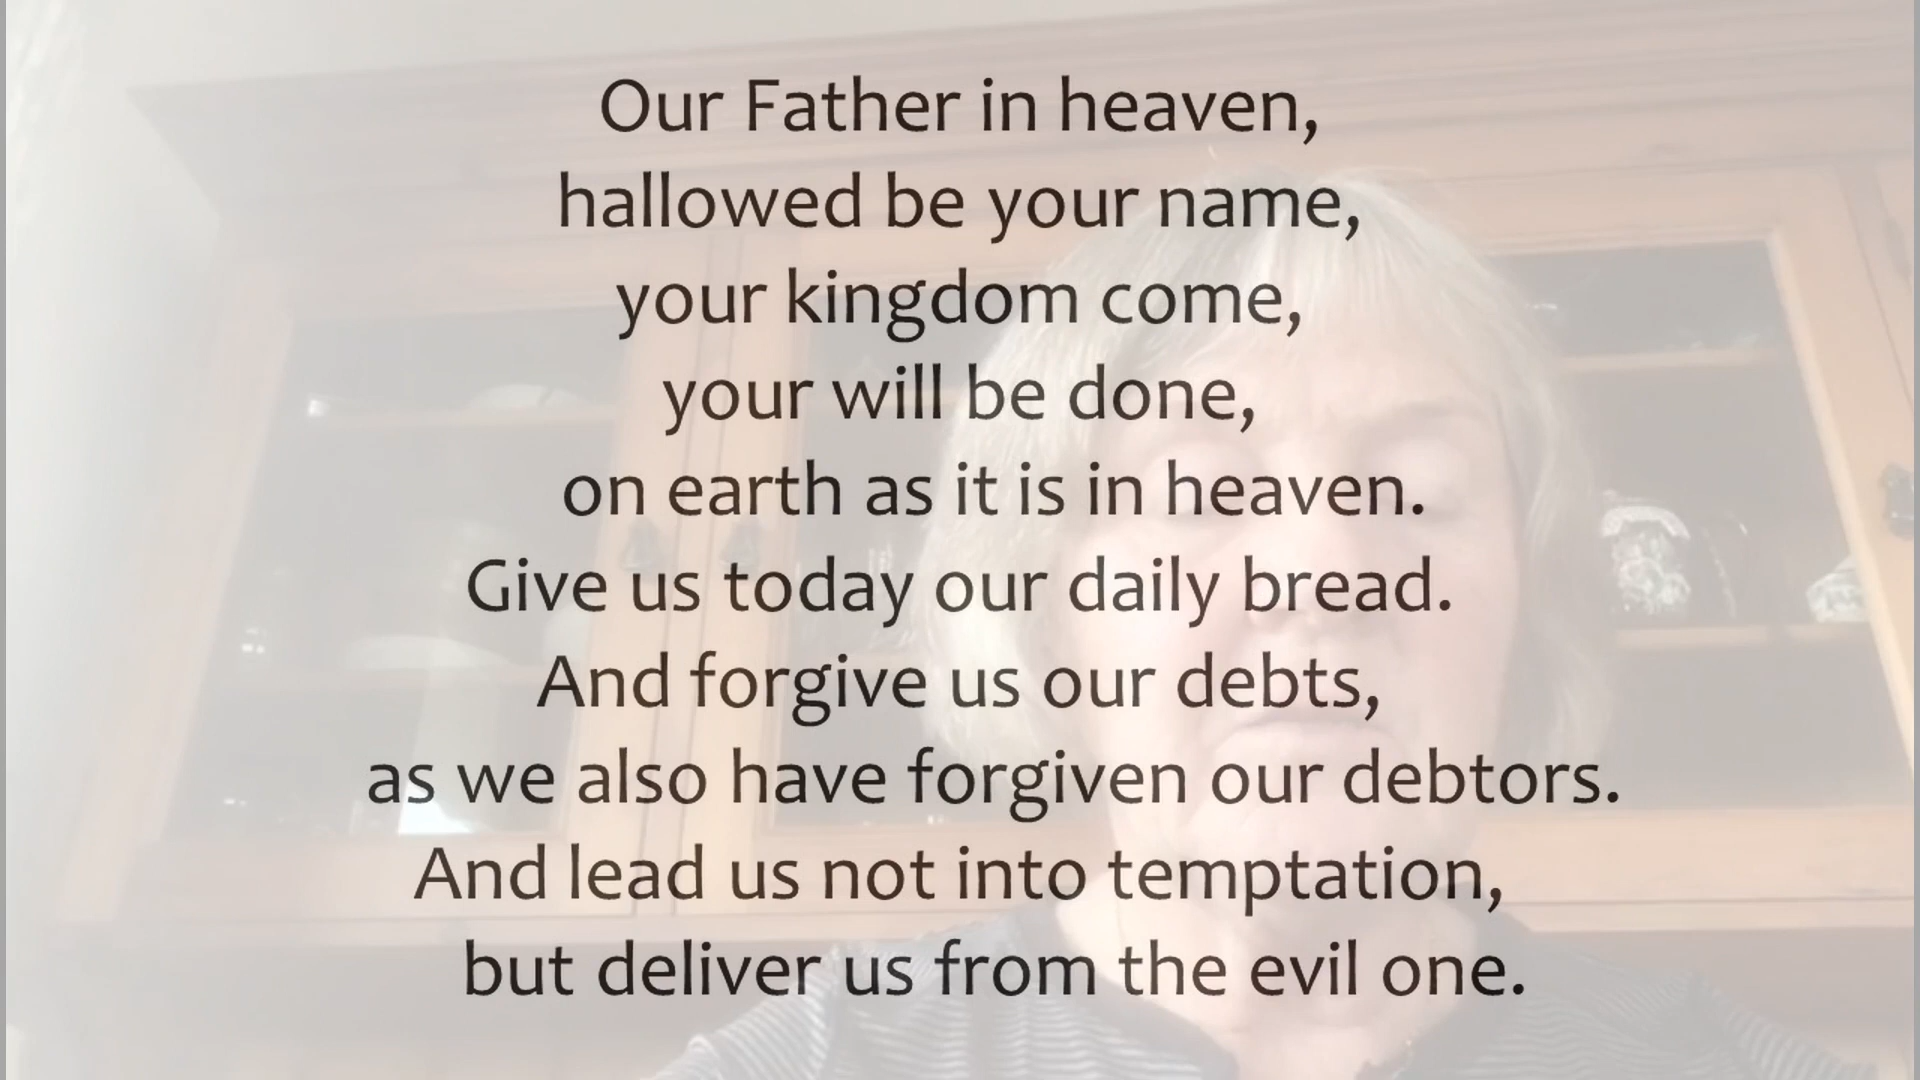 Our Father in heaven,
hallowed be your name,
your kingdom come,
your will be done,
on earth as it is in heaven.
Give us today our daily bread.
And forgive us our debts,
as we also have forgiven our debtors.
And lead us not into temptation,
but deliver us from the evil one.